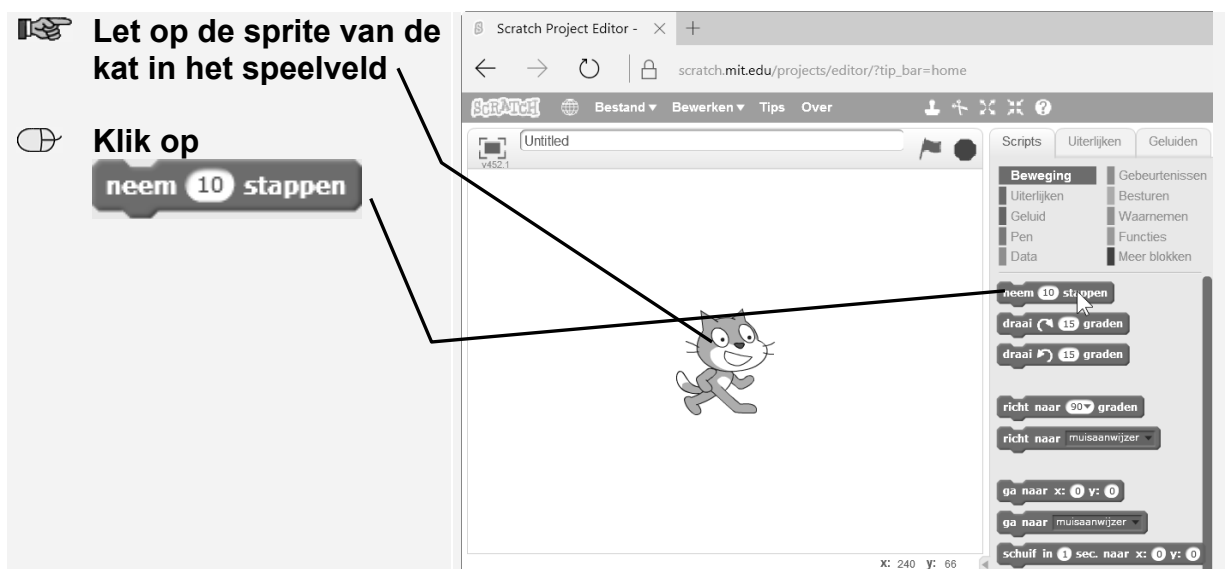 Let op de sprite van de
kat in het speelveld
Klik op
neem 10 stappen
Scratch Project Editor -
scratch.mit.edu/projects/editor/?tip_bar=home
SCRATCH Bestand Bewerken Tips Over
v452.1
Untitled
Scripts Uiterlijken Geluiden
Beweging Gebeurtenissen
Uiterlijken Besturen
Geluid Waarnemen
Pen Functies
Data Meer blokken
neem 10 stappen
draai 15 graden
draai 15 graden
richt naar 90 graden
richt naar muisaanwijzer
ga naar x: 0 y: 0
ga naar muisaanwijzer
schuif in 1 sec. naar x: 0 y: 0
X: 240 y: 66